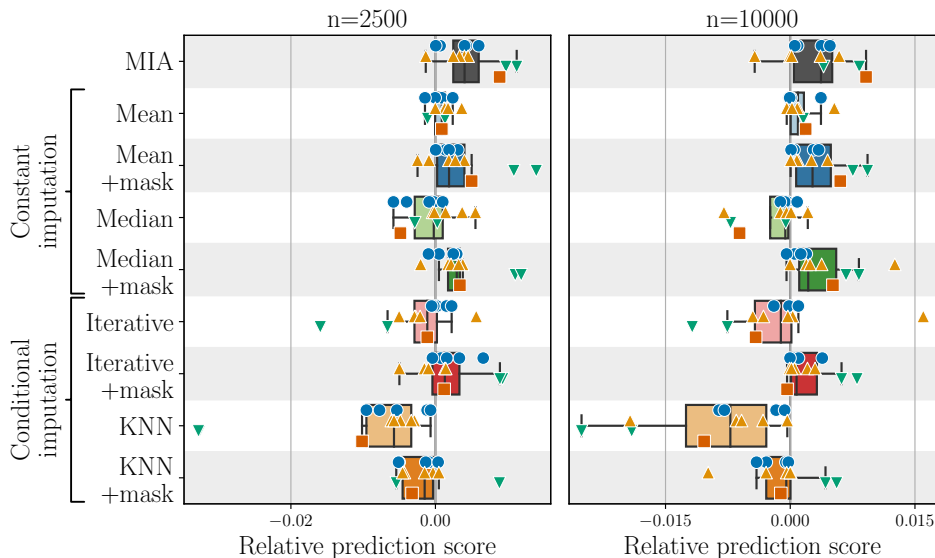 n=2500
n=10000
MIA
Mean
Mean
+mask
Median
Median
+mask
Iterative
Iterative
+mask
KNN
KNN
+mask
Constant
imputation
Conditional
imputation
−0.02
0.00
−0.015
0.000
0.015
Relative prediction score
Relative prediction score